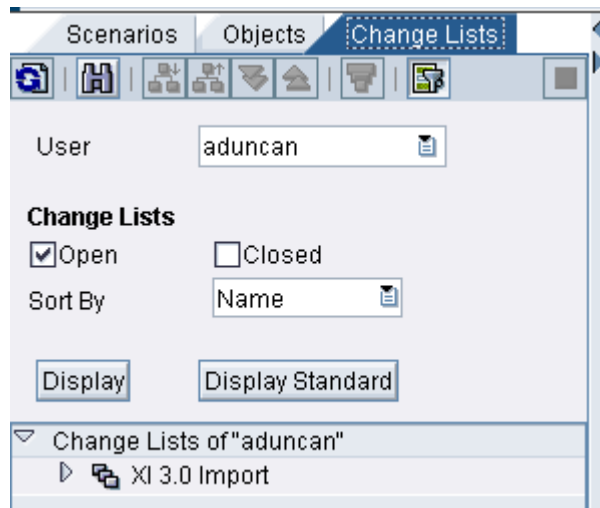 Scenarios Objects Change Lists
User aduncan
Change Lists
Open Closed
Sort By Name
Display Display Standard
Change Lists of "aduncan"
XI 3.0 Import